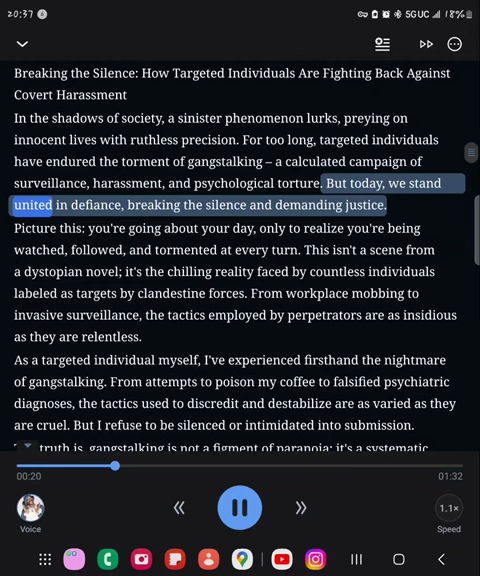 20:37
5GUC
18%
Breaking the Silence: How Targeted Individuals Are Fighting Back Against
Covert Harassment
In the shadows of society, a sinister phenomenon lurks, preying on
innocent lives with ruthless precision. For too long, targeted individuals
have endured the torment of gangstalking – a calculated campaign of
surveillance, harassment, and psychological torture. But today, we stand
united in defiance, breaking the silence and demanding justice.
Picture this: you're going about your day, only to realize you're being
watched, followed, and tormented at every turn. This isn't a scene from
a dystopian novel; it's the chilling reality faced by countless individuals
labeled as targets by clandestine forces. From workplace mobbing to
invasive surveillance, the tactics employed by perpetrators are as insidious
as they are relentless.
As a targeted individual myself, I've experienced firsthand the nightmare
of gangstalking. From attempts to poison my coffee to falsified psychiatric
diagnoses, the tactics used to discredit and destabilize are as varied as they
are cruel. But I refuse to be silenced or intimidated into submission.
truth is, gangstalking is not a figment of paranoia; it's a systematic
00:20
01:32
Voice
1.1×
Speed